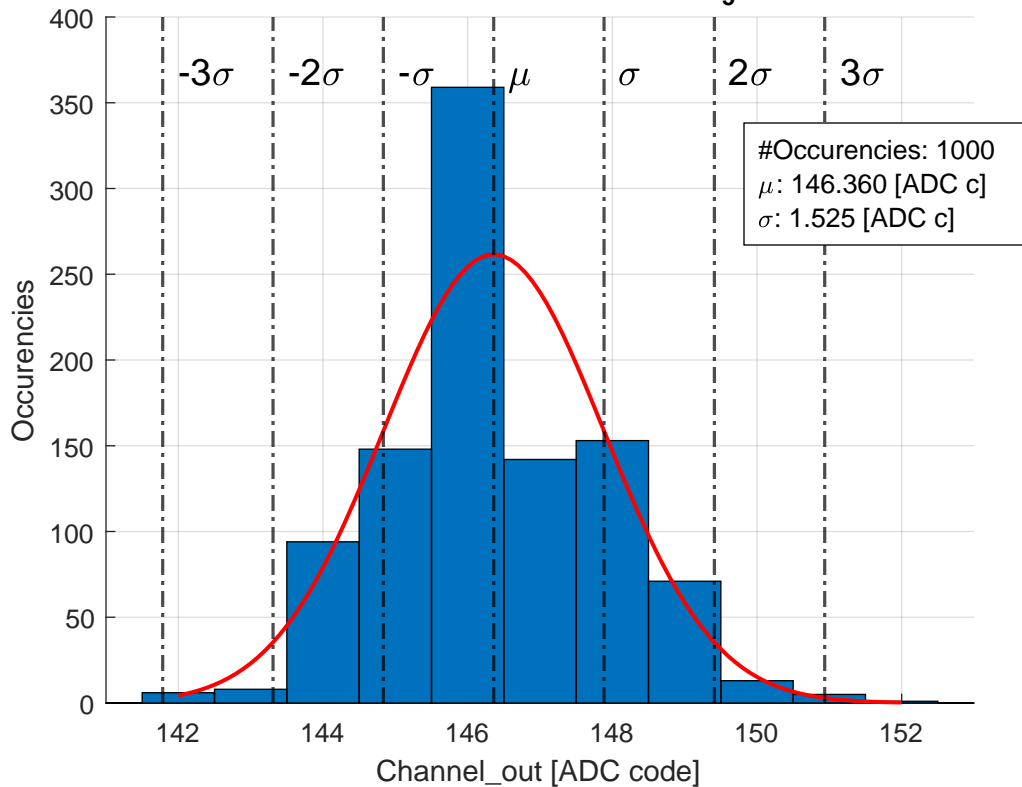 400
-3σ -2σ -σ μ σ 2σ 3σ
350
#Occurencies: 1000
μ: 146.360 [ADC c]
σ: 1.525 [ADC c]
300
250
200
150
100
50
0
Occurencies
142 144 146 148 150 152
Channel_out [ADC code]